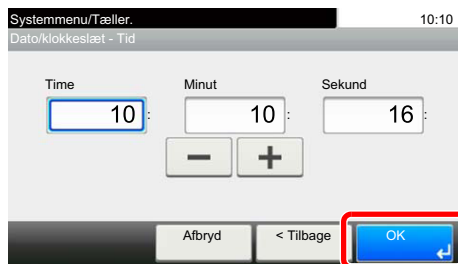 Systemmenu/Tæller. 10:10
Dato/klokkeslæt - Tid
Time Minut Sekund
10 : 10 : 16 :
− +
Afbryd < Tilbage OK